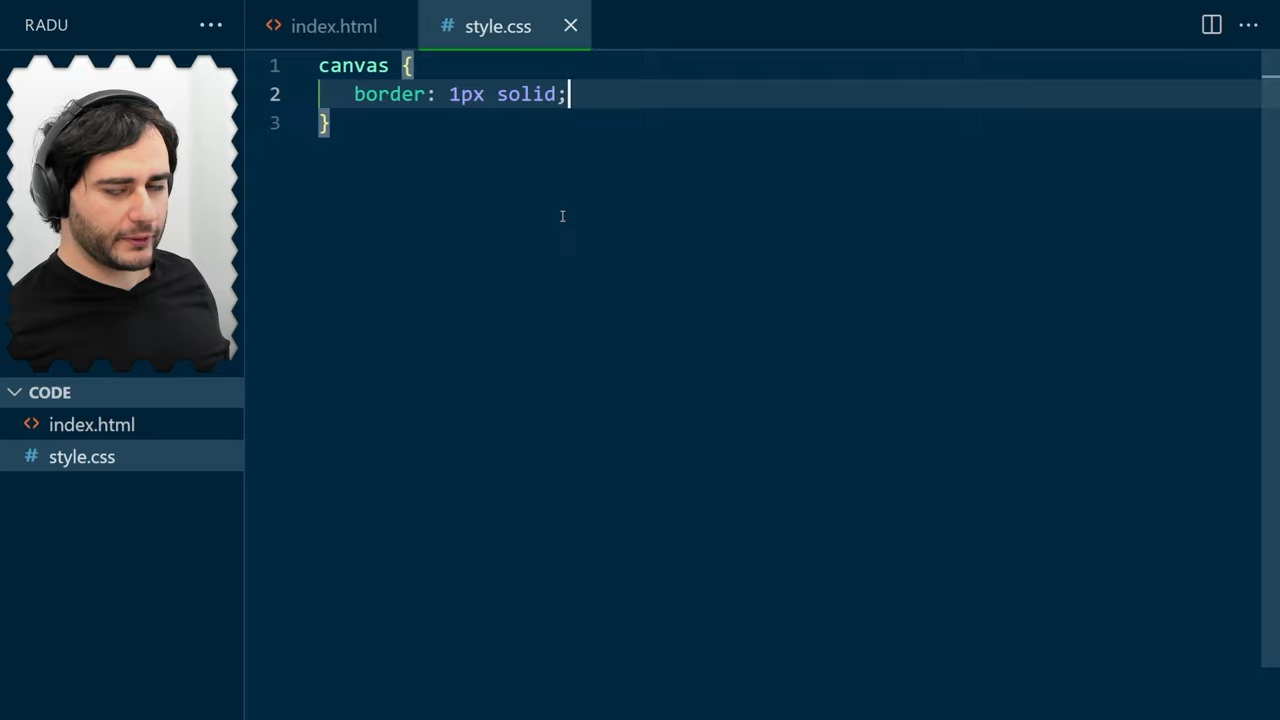 RADU ···
index.html
# style.css
1 canvas {
2 border: 1px solid;
3 }
CODE
index.html
# style.css